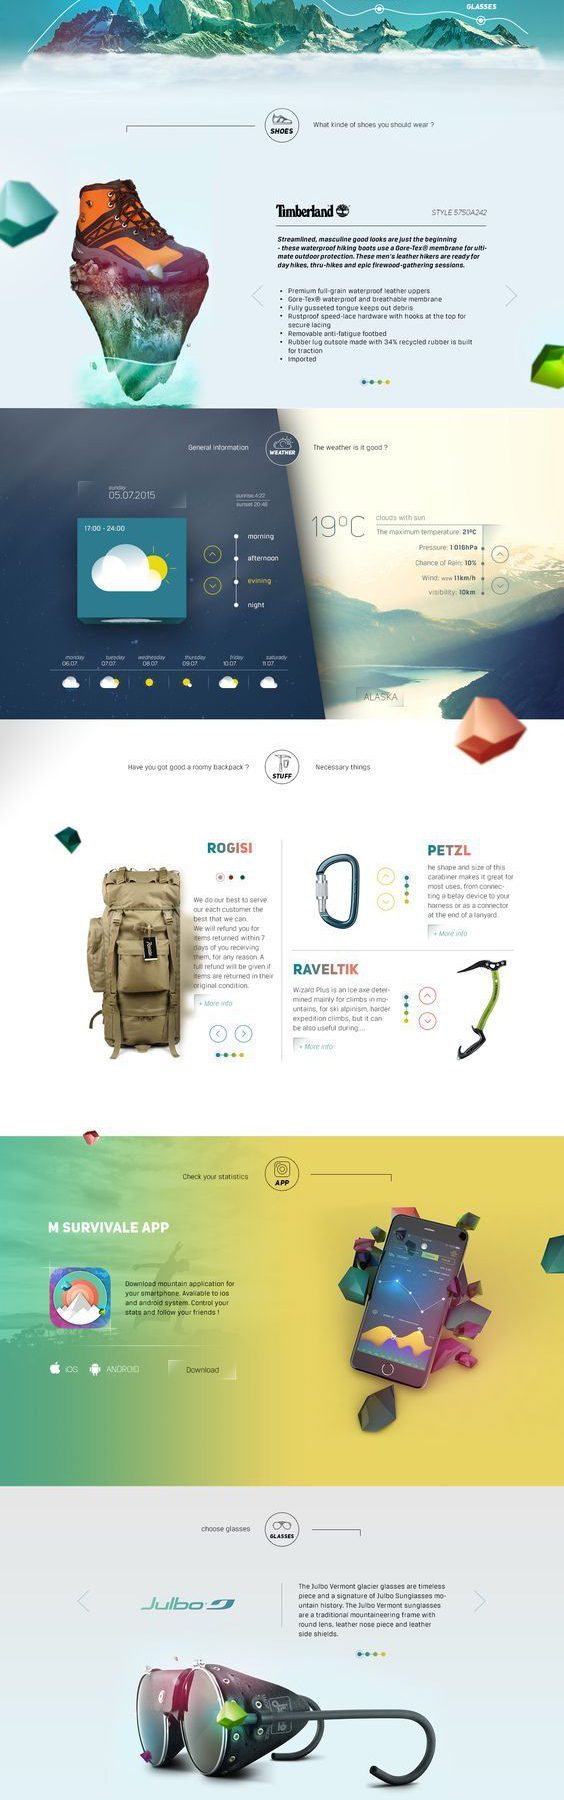 GLASSES
SHOES
What kinde of shoes you should wear ?
Timberland
STYLE 5750A242
Streamlined, masculine good looks are just the beginning
- these waterproof hiking boots use a Gore-Tex® membrane for ulti-
mate outdoor protection. These men's leather hikers are ready for
day hikes, thru-hikes and epic firewood-gathering sessions.
• Premium full-grain waterproof leather uppers
• Gore-Tex® waterproof and breathable membrane
• Fully gusseted tongue keeps out debris
• Rustproof speed-lace hardware with hooks at the top for
secure lacing
• Removable anti-fatigue footbed
• Rubber lug outsole made with 34% recycled rubber is built
for traction
• Imported
General information
WEATHER
The weather is it good ?
sunday
05.07.2015
sunrise 4:22
sunset 20:46
17:00 - 24:00
morning
afternoon
evining
night
monday
06.07.
tuesday
07.07.
wednesday
08.07.
thursday
09.07.
friday
10.07.
saturady
11.07.
19°C
clouds with sun
The maximum temperature: 21°C
Pressure: 1 016hPa
Chance of Rain: 10%
Wind: WSW 11km/h
visibility: 10km
ALASKA
Have you got good a roomy backpack ?
STUFF
Necessary things
ROGISI
We do our best to serve
our each customer the
best that we can.
We will refund you for
items returned within 7
days of you receiving
them, for any reason. A
full refund will be given if
items are returned in their
original condition.
+ More info
PETZL
he shape and size of this
carabiner makes it great for
most uses, from connec-
ting a belay device to your
harness or as a connector
at the end of a lanyard.
+ More info
RAVELTIK
Wizard Plus is an ice axe deter-
mined mainly for climbs in mo-
untains, for ski alpinism, harder
expedition climbs, but it can
be also useful during...
+ More info
Check your statistics
APP
M SURVIVALE APP
Download mountain application for
your smartphone. Avaliable to ios
and android system. Control your
stats and follow your friends !
iOS
ANDROID
Download
choose glasses
GLASSES
Julbo
The Julbo Vermont glacier glasses are timeless
piece and a signature of Julbo Sunglasses mo-
untain history. The Julbo Vermont sunglasses
are a traditional mountaineering frame with
round lens, leather nose piece and leather
side shields.